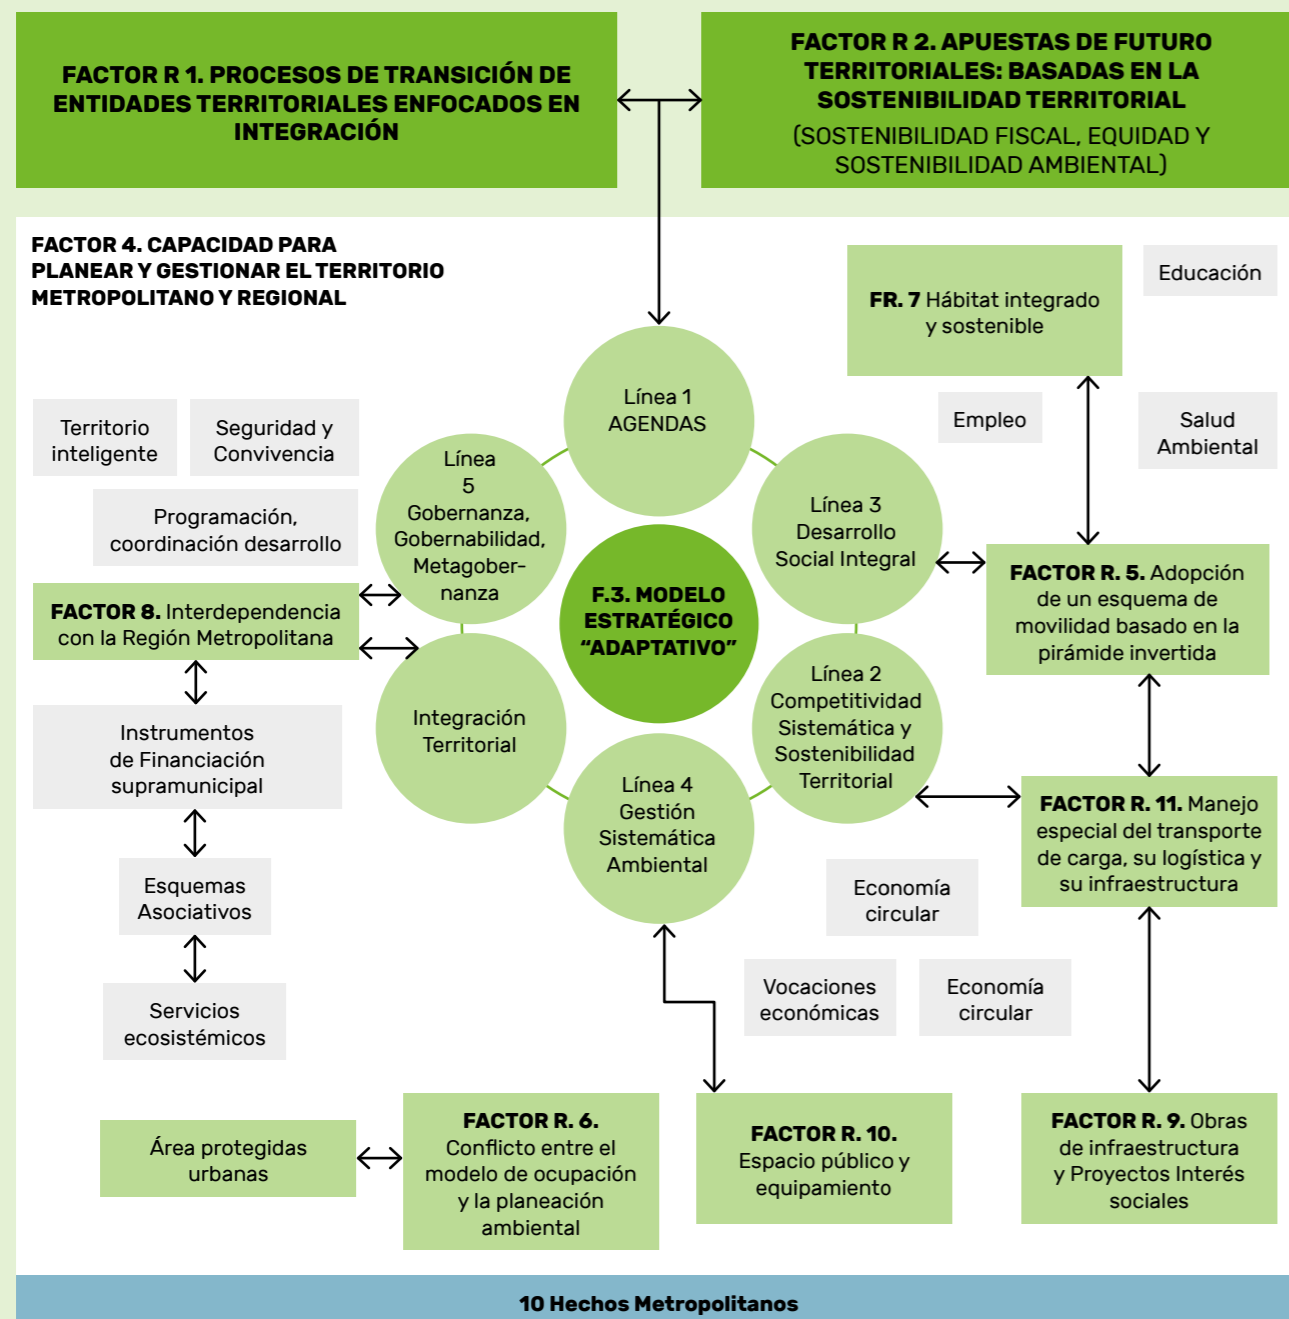 FACTOR R 1. PROCESOS DE TRANSICIÓN DE
ENTIDADES TERRITORIALES ENFOCADOS EN
INTEGRACIÓN
FACTOR R 2. APUESTAS DE FUTURO
TERRITORIALES: BASADAS EN LA
SOSTENIBILIDAD TERRITORIAL
(SOSTENIBILIDAD FISCAL, EQUIDAD Y
SOSTENIBILIDAD AMBIENTAL)
FACTOR 4. CAPACIDAD PARA
PLANEAR Y GESTIONAR EL TERRITORIO
METROPOLITANO Y REGIONAL
FR. 7 Hábitat integrado
y sostenible
Educación
Empleo
Salud
Ambiental
Territorio
inteligente
Seguridad y
Convivencia
Programación,
coordinación desarrollo
Línea 1
AGENDAS
Línea
5
Gobernanza,
Gobernabilidad,
Metagober-
nanza
Línea 3
Desarrollo
Social Integral
F.3. MODELO
ESTRATÉGICO
“ADAPTATIVO”
FACTOR 8. Interdependencia
con la Región Metropolitana
FACTOR R. 5. Adopción
de un esquema de
movilidad basado en la
pirámide invertida
Integración
Territorial
Línea 2
Competitividad
Sistemática y
Sostenibilidad
Territorial
Línea 4
Gestión
Sistemática
Ambiental
Instrumentos
de Financiación
supramunicipal
FACTOR R. 11. Manejo
especial del transporte
de carga, su logística y
su infraestructura
Esquemas
Asociativos
Economía
circular
Servicios
ecosistémicos
Vocaciones
económicas
Economía
circular
Área protegidas
urbanas
FACTOR R. 6.
Conflicto entre el
modelo de ocupación
y la planeación
ambiental
FACTOR R. 10.
Espacio público y
equipamiento
FACTOR R. 9. Obras
de infraestructura
y Proyectos Interés
sociales
10 Hechos Metropolitanos